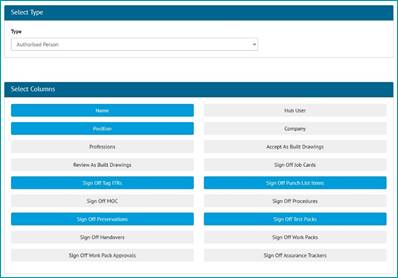 Select Type
Type
Authorised Person
Select Columns
Name
Hub User
Position
Company
Professions
Accept As Built Drawings
Review As Built Drawings
Sign Off Job Cards
Sign Off Tag ITRs
Sign Off Punch List Items
Sign Off MOC
Sign Off Procedures
Sign Off Preservations
Sign Off Test Packs
Sign Off Handovers
Sign Off Work Packs
Sign Off Work Pack Approvals
Sign Off Assurance Trackers